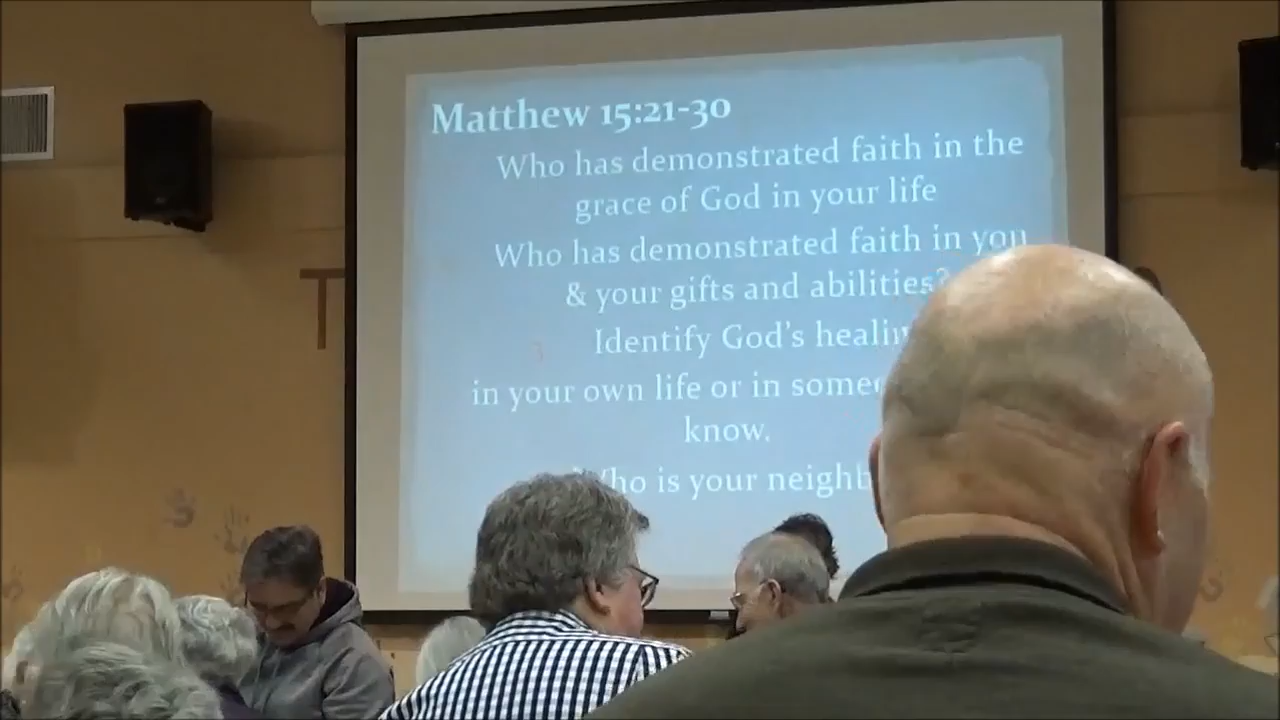 Matthew 15:21-30
Who has demonstrated faith in the
grace of God in your life
Who has demonstrated faith in you
& your gifts and abilities?
Identify God's
in your own life or in
know.
Who is your